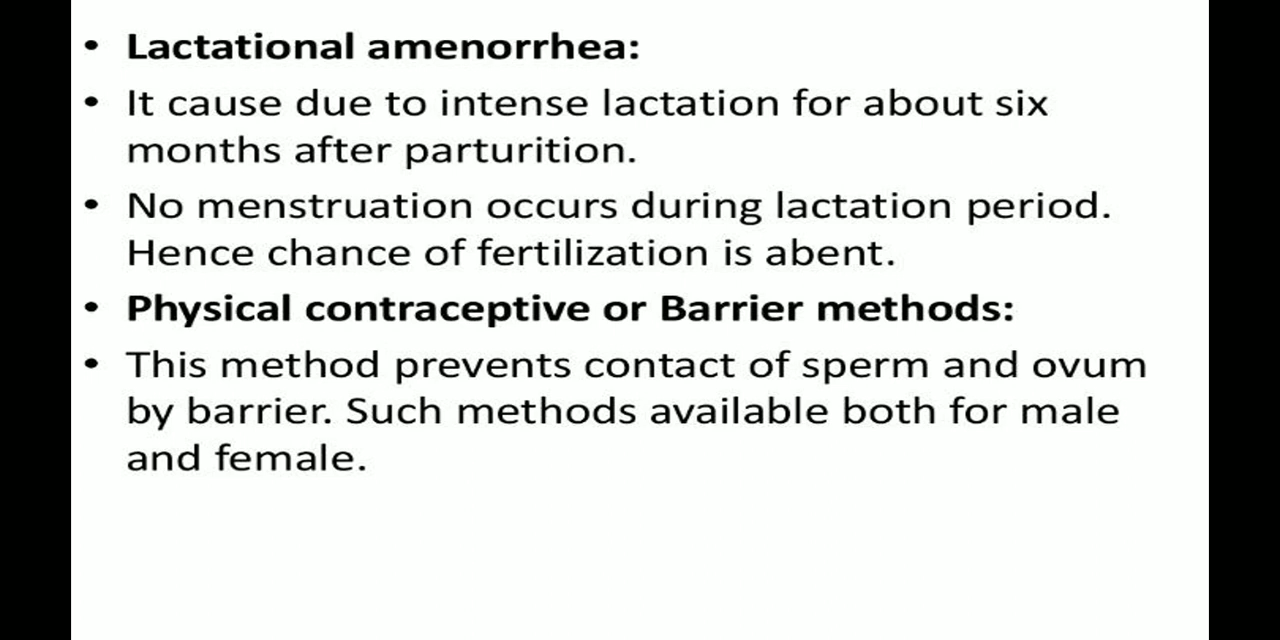 • Lactational amenorrhea:
• It cause due to intense lactation for about six
months after parturition.
• No menstruation occurs during lactation period.
Hence chance of fertilization is abent.
• Physical contraceptive or Barrier methods:
• This method prevents contact of sperm and ovum
by barrier. Such methods available both for male
and female.